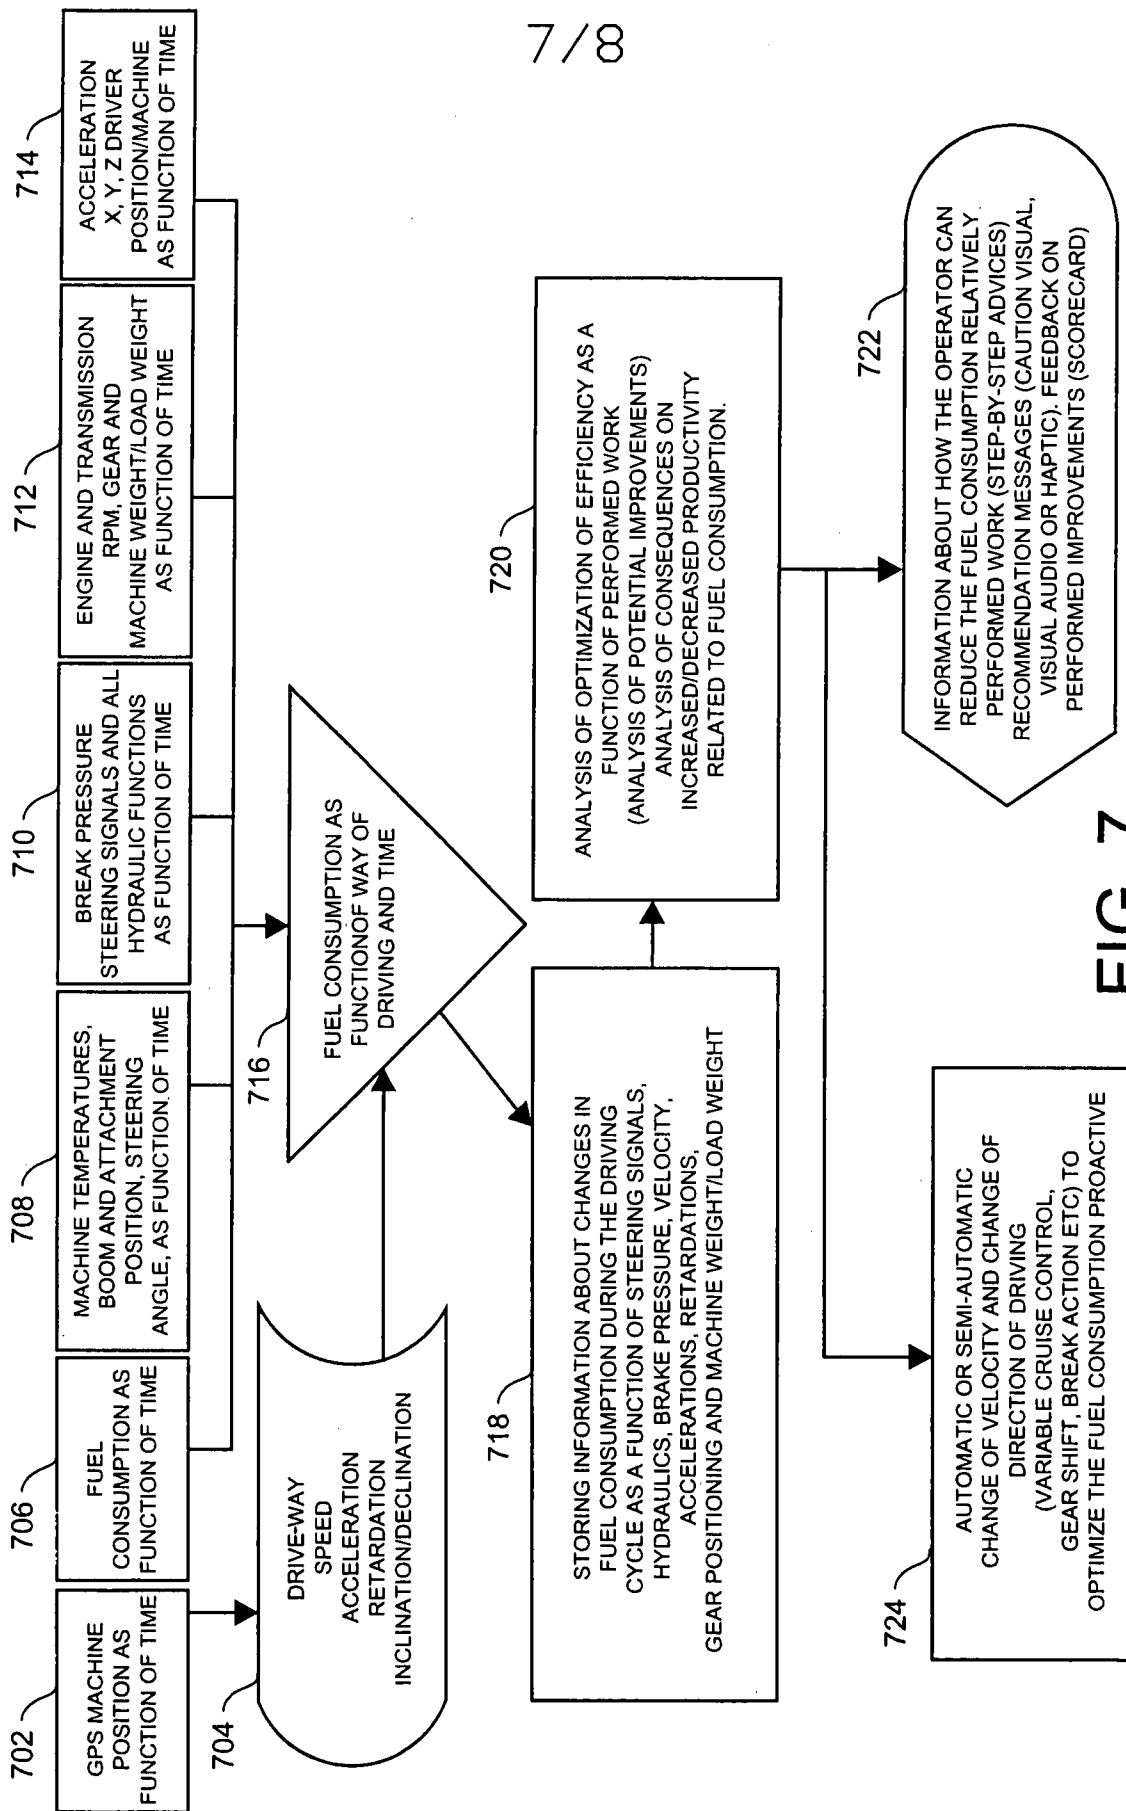 7/8
702
GPS MACHINE
POSITION AS
FUNCTION OF TIME
706
FUEL
CONSUMPTION AS
FUNCTION OF TIME
708
MACHINE TEMPERATURES,
BOOM AND ATTACHMENT
POSITION, STEERING
ANGLE, AS FUNCTION OF TIME
710
BREAK PRESSURE
STEERING SIGNALS AND ALL
HYDRAULIC FUNCTIONS
AS FUNCTION OF TIME
712
ENGINE AND TRANSMISSION
RPM, GEAR AND
MACHINE WEIGHT/LOAD WEIGHT
AS FUNCTION OF TIME
714
ACCELERATION
X, Y, Z DRIVER
POSITION/MACHINE
AS FUNCTION OF TIME
704
DRIVE-WAY
SPEED
ACCELERATION
RETARDATION
INCLINATION/DECLINATION
716
FUEL CONSUMPTION AS
FUNCTIONOF WAY OF
DRIVING AND TIME
718
STORING INFORMATION ABOUT CHANGES IN
FUEL CONSUMPTION DURING THE DRIVING
CYCLE AS A FUNCTION OF STEERING SIGNALS,
HYDRAULICS, BRAKE PRESSURE, VELOCITY,
ACCELERATIONS, RETARDATIONS,
GEAR POSITIONING AND MACHINE WEIGHT/LOAD WEIGHT
720
ANALYSIS OF OPTIMIZATION OF EFFICIENCY AS A
FUNCTION OF PERFORMED WORK
(ANALYSIS OF POTENTIAL IMPROVEMENTS)
ANALYSIS OF CONSEQUENCES ON
INCREASED/DECREASED PRODUCTIVITY
RELATED TO FUEL CONSUMPTION.
724
AUTOMATIC OR SEMI-AUTOMATIC
CHANGE OF VELOCITY AND CHANGE OF
DIRECTION OF DRIVING
(VARIABLE CRUISE CONTROL,
GEAR SHIFT, BREAK ACTION ETC) TO
OPTIMIZE THE FUEL CONSUMPTION PROACTIVE
722
INFORMATION ABOUT HOW THE OPERATOR CAN
REDUCE THE FUEL CONSUMPTION RELATIVELY
PERFORMED WORK (STEP-BY-STEP ADVICES)
RECOMMENDATION MESSAGES (CAUTION VISUAL,
VISUAL AUDIO OR HAPTIC). FEEDBACK ON
PERFORMED IMPROVEMENTS (SCORECARD)
FIG. 7